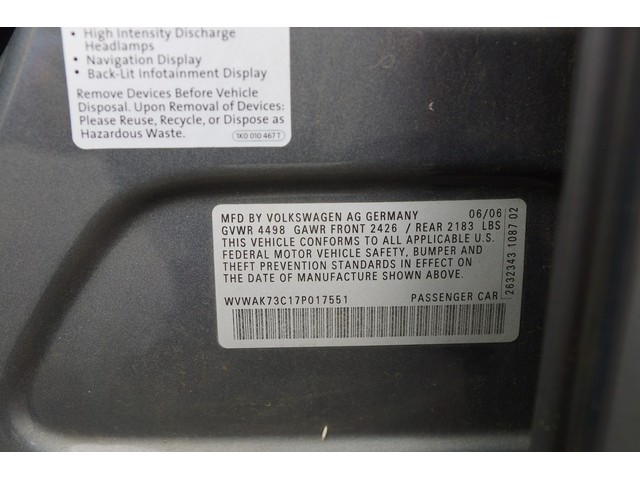 • High Intensity Discharge
Headlamps
• Navigation Display
• Back-Lit Infotainment Display
Remove Devices Before Vehicle
Disposal. Upon Removal of Devices:
Please Reuse, Recycle, or Dispose as
Hazardous Waste.
1K0 010 467 T
MFD BY VOLKSWAGEN AG GERMANY 06/06
GVWR 4498 GAWR FRONT 2426 / REAR 2183 LBS
THIS VEHICLE CONFORMS TO ALL APPLICABLE U.S.
FEDERAL MOTOR VEHICLE SAFETY, BUMPER AND
THEFT PREVENTION STANDARDS IN EFFECT ON
THE DATE OF MANUFACTURE SHOWN ABOVE.
WVWAK73C17P017551 PASSENGER CAR
2632343 1087 02